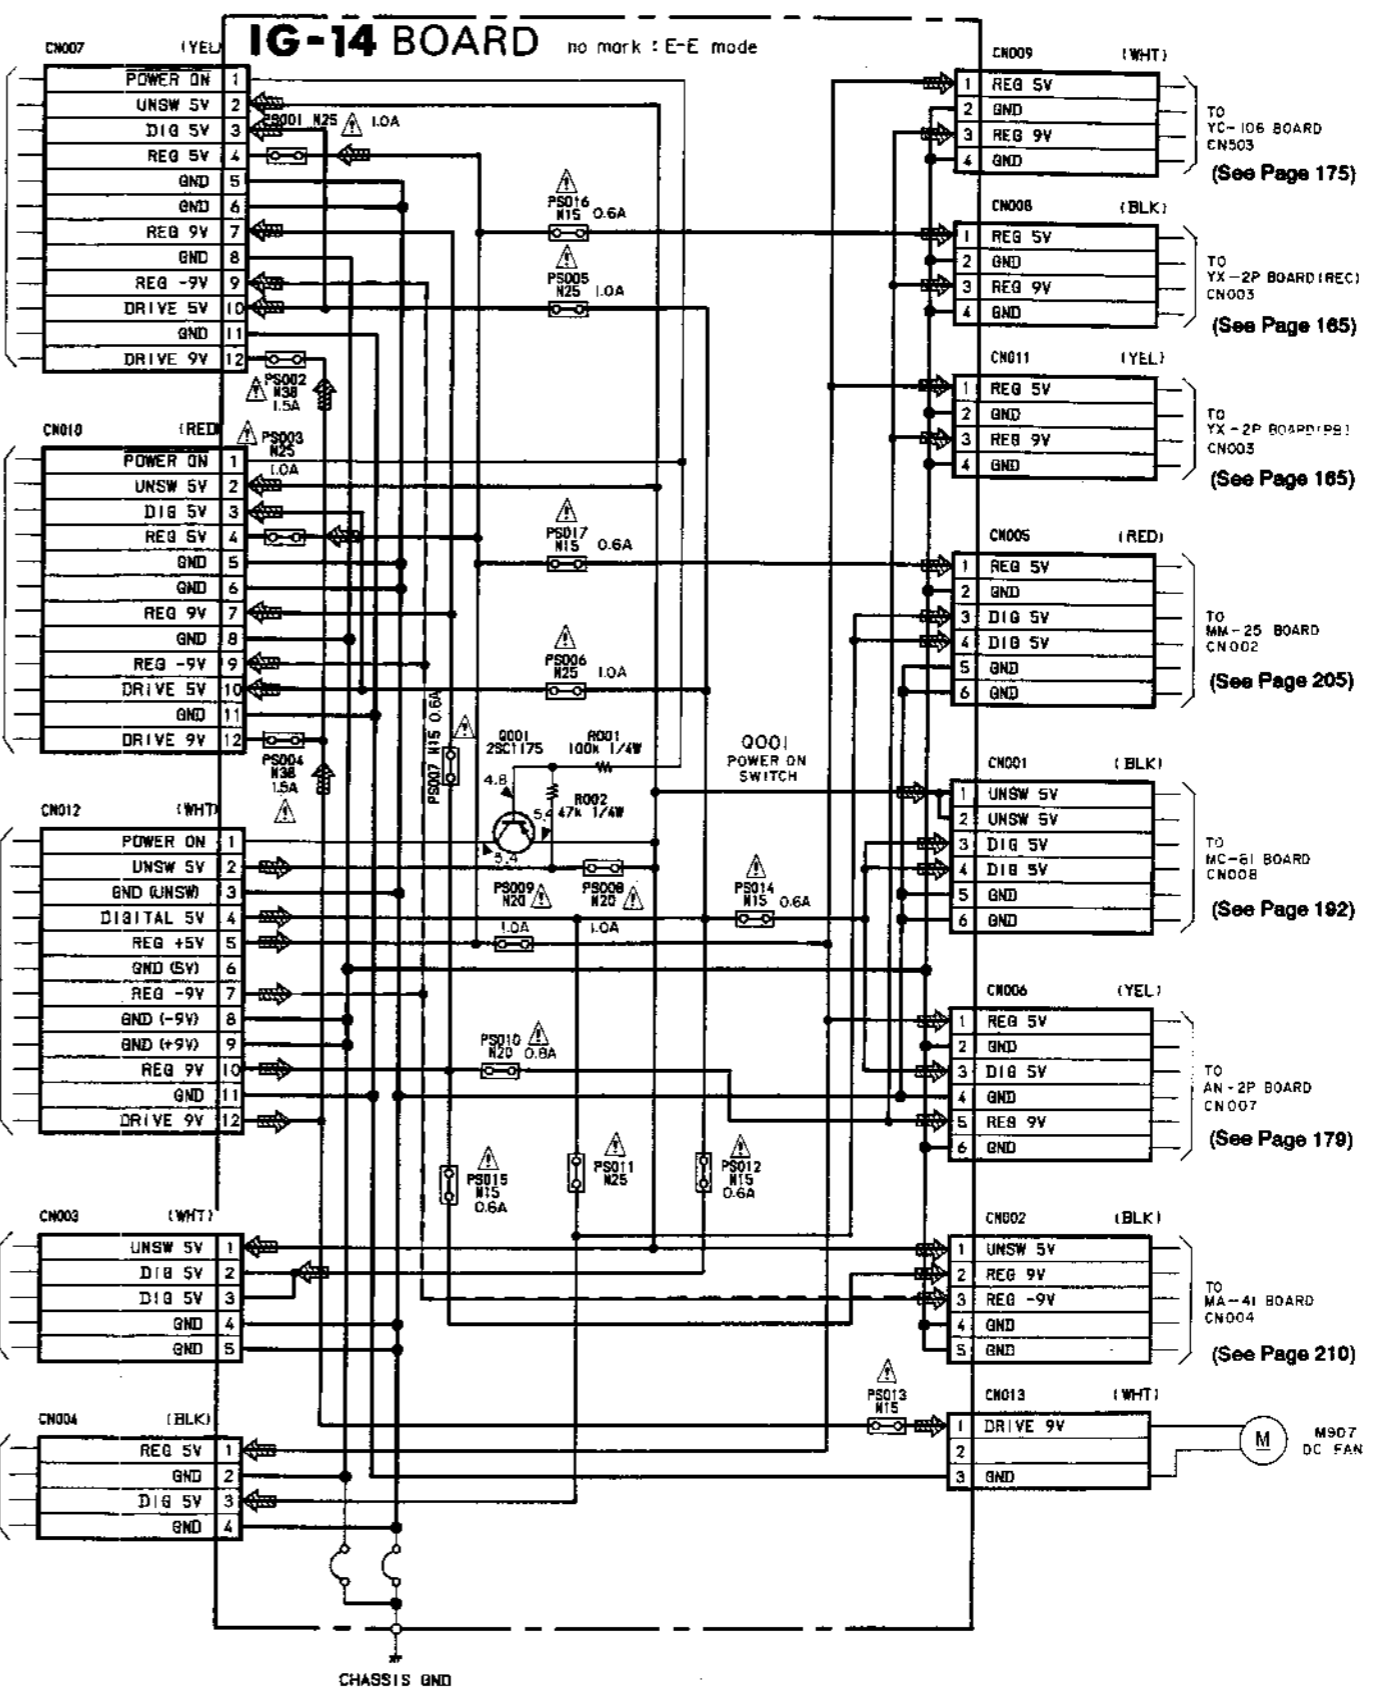 IG-14 BOARD no mark : E-E mode
CN007 (YEL)
POWER ON 1
UNSW 5V 2
DIG 5V 3
REG 5V 4
GND 5
GND 6
REG 9V 7
GND 8
REG -9V 9
DRIVE 5V 10
GND 11
DRIVE 9V 12
PS001 N25 1.0A
PS002
N38
1.5A
CN010 (RED)
POWER ON 1
UNSW 5V 2
DIG 5V 3
REG 5V 4
GND 5
GND 6
REG 9V 7
GND 8
REG -9V 9
DRIVE 5V 10
GND 11
DRIVE 9V 12
PS003
N25
1.0A
PS004
N38
1.5A
CN012 (WHT)
POWER ON 1
UNSW 5V 2
GND (UNSW) 3
DIGITAL 5V 4
REG +5V 5
GND (5V) 6
REG -9V 7
GND (-9V) 8
GND (+9V) 9
REG 9V 10
GND 11
DRIVE 9V 12
CN003 (WHT)
UNSW 5V 1
DIG 5V 2
DIG 5V 3
GND 4
GND 5
CN004 (BLK)
REG 5V 1
GND 2
DIG 5V 3
GND 4
PS016
N15 0.6A
PS005
N25 1.0A
PS017
N15 0.6A
PS006
N25 1.0A
PS007 N15 0.6A
Q001
2SC1175
R001
100K 1/4W
R002
47K 1/4W
4.8
5.4
5.4
Q001
POWER ON
SWITCH
PS009
N20
1.0A
PS008
N20
1.0A
PS014
N15 0.6A
PS010
N20 0.8A
PS015
N15
0.6A
PS011
N25
PS012
N15
0.6A
PS013
N15
CN009 (WHT)
1 REG 5V
2 GND
3 REG 9V
4 GND
TO
YC-106 BOARD
CN503
(See Page 175)
CN008 (BLK)
1 REG 5V
2 GND
3 REG 9V
4 GND
TO
YX-2P BOARD(REC)
CN003
(See Page 165)
CN011 (YEL)
1 REG 5V
2 GND
3 REG 9V
4 GND
TO
YX-2P BOARD(PB)
CN003
(See Page 165)
CN005 (RED)
1 REG 5V
2 GND
3 DIG 5V
4 DIG 5V
5 GND
6 GND
TO
MM-25 BOARD
CN002
(See Page 205)
CN001 (BLK)
1 UNSW 5V
2 UNSW 5V
3 DIG 5V
4 DIG 5V
5 GND
6 GND
TO
MC-61 BOARD
CN008
(See Page 192)
CN006 (YEL)
1 REG 5V
2 GND
3 DIG 5V
4 GND
5 REG 9V
6 GND
TO
AN-2P BOARD
CN007
(See Page 179)
CN002 (BLK)
1 UNSW 5V
2 REG 9V
3 REG -9V
4 GND
5 GND
TO
MA-41 BOARD
CN004
(See Page 210)
CN013 (WHT)
1 DRIVE 9V
2
3 GND
M
M907
DC FAN
CHASSIS GND